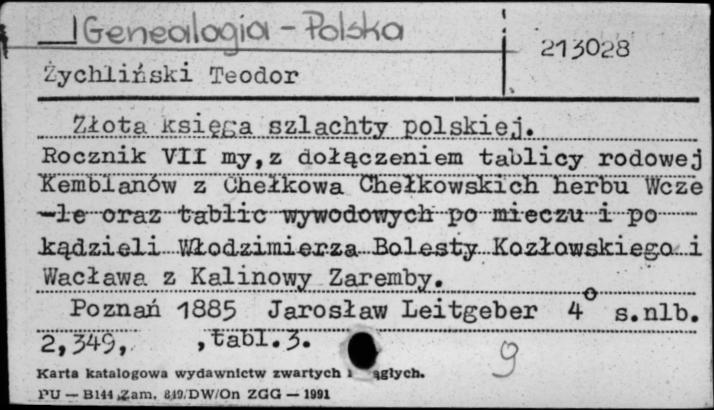 Genealogia - Polska
213028
Żychliński Teodor
Złota księga szlachty polskiej.
Rocznik VII my,z dołączeniem tablicy rodowej
Kemblanów z Chełkowa Chełkowskich herbu Wcze
-le oraz tablic wywodowych po mieczu i po
kądzieli Włodzimierza Bolesty Kozłowskiego i
Wacława z Kalinowy Zaremby.
Poznań 1885 Jarosław Leitgeber 4° s.nlb.
2,349, ,tabl.3.
9
Karta katalogowa wydawnictw zwartych i ągłych.
PU — B144 Zam. 849/DW/On ZGG — 1991